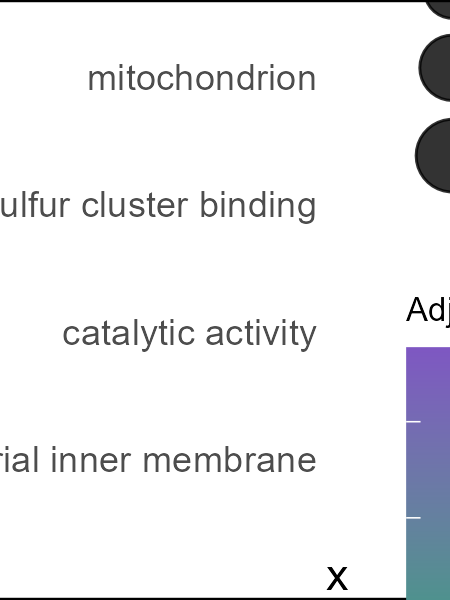 mitochondrion
ulfur cluster binding
Adj
catalytic activity
rial inner membrane
x